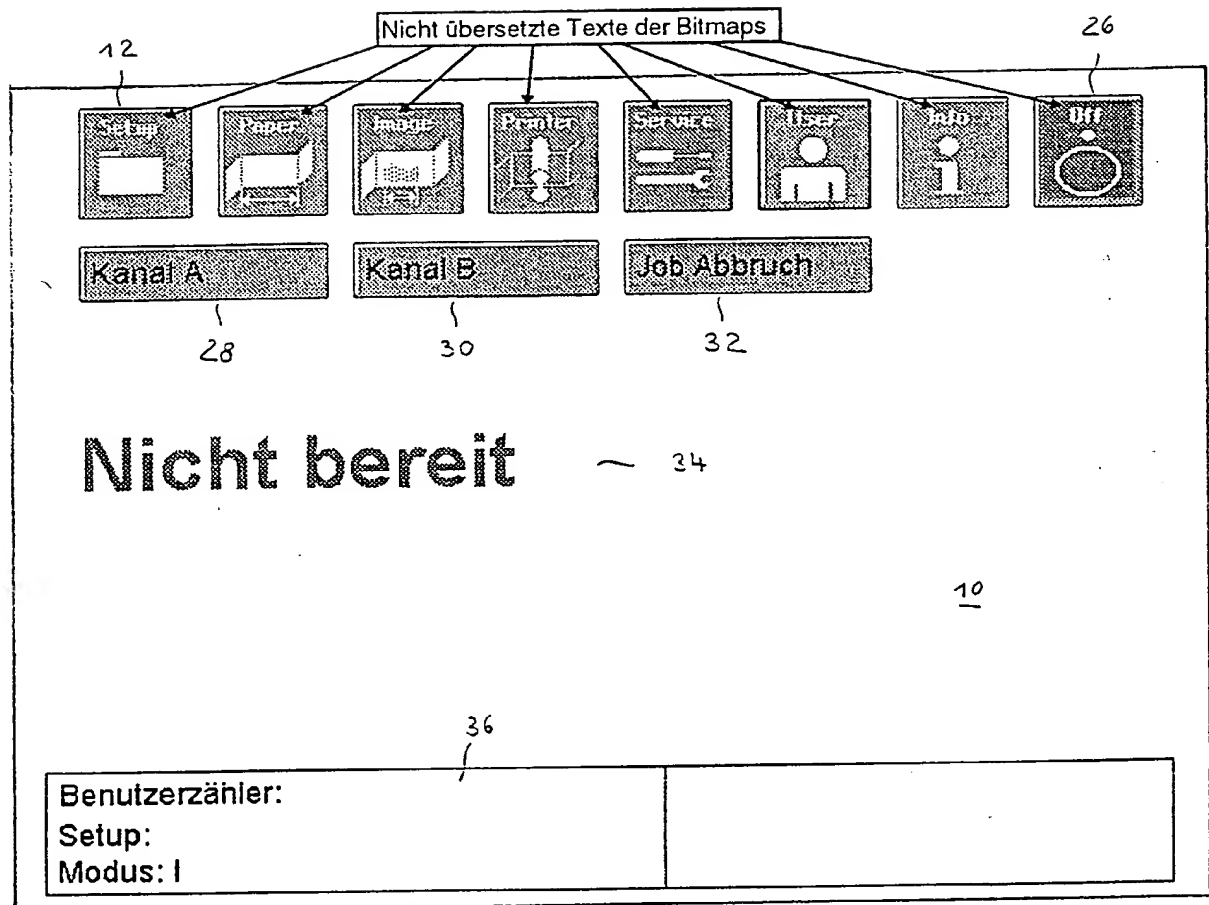 Nicht übersetzte Texte der Bitmaps
12
26
Setup
Paper
Image
Printer
Service
User
Info
Off
Kanal A
Kanal B
Job Abbruch
28
30
32
Nicht bereit
34
10
36
Benutzerzähler:
Setup:
Modus: I